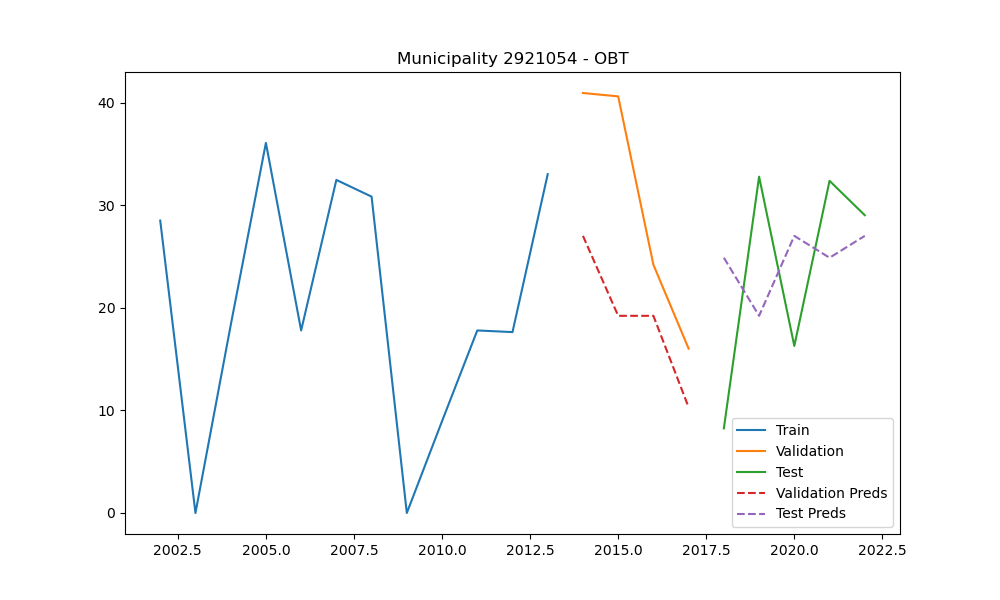 Municipality 2921054 - OBT
40
30
20
10
0
2002.5 2005.0 2007.5 2010.0 2012.5 2015.0 2017.5 2020.0 2022.5
Train
Validation
Test
Validation Preds
Test Preds